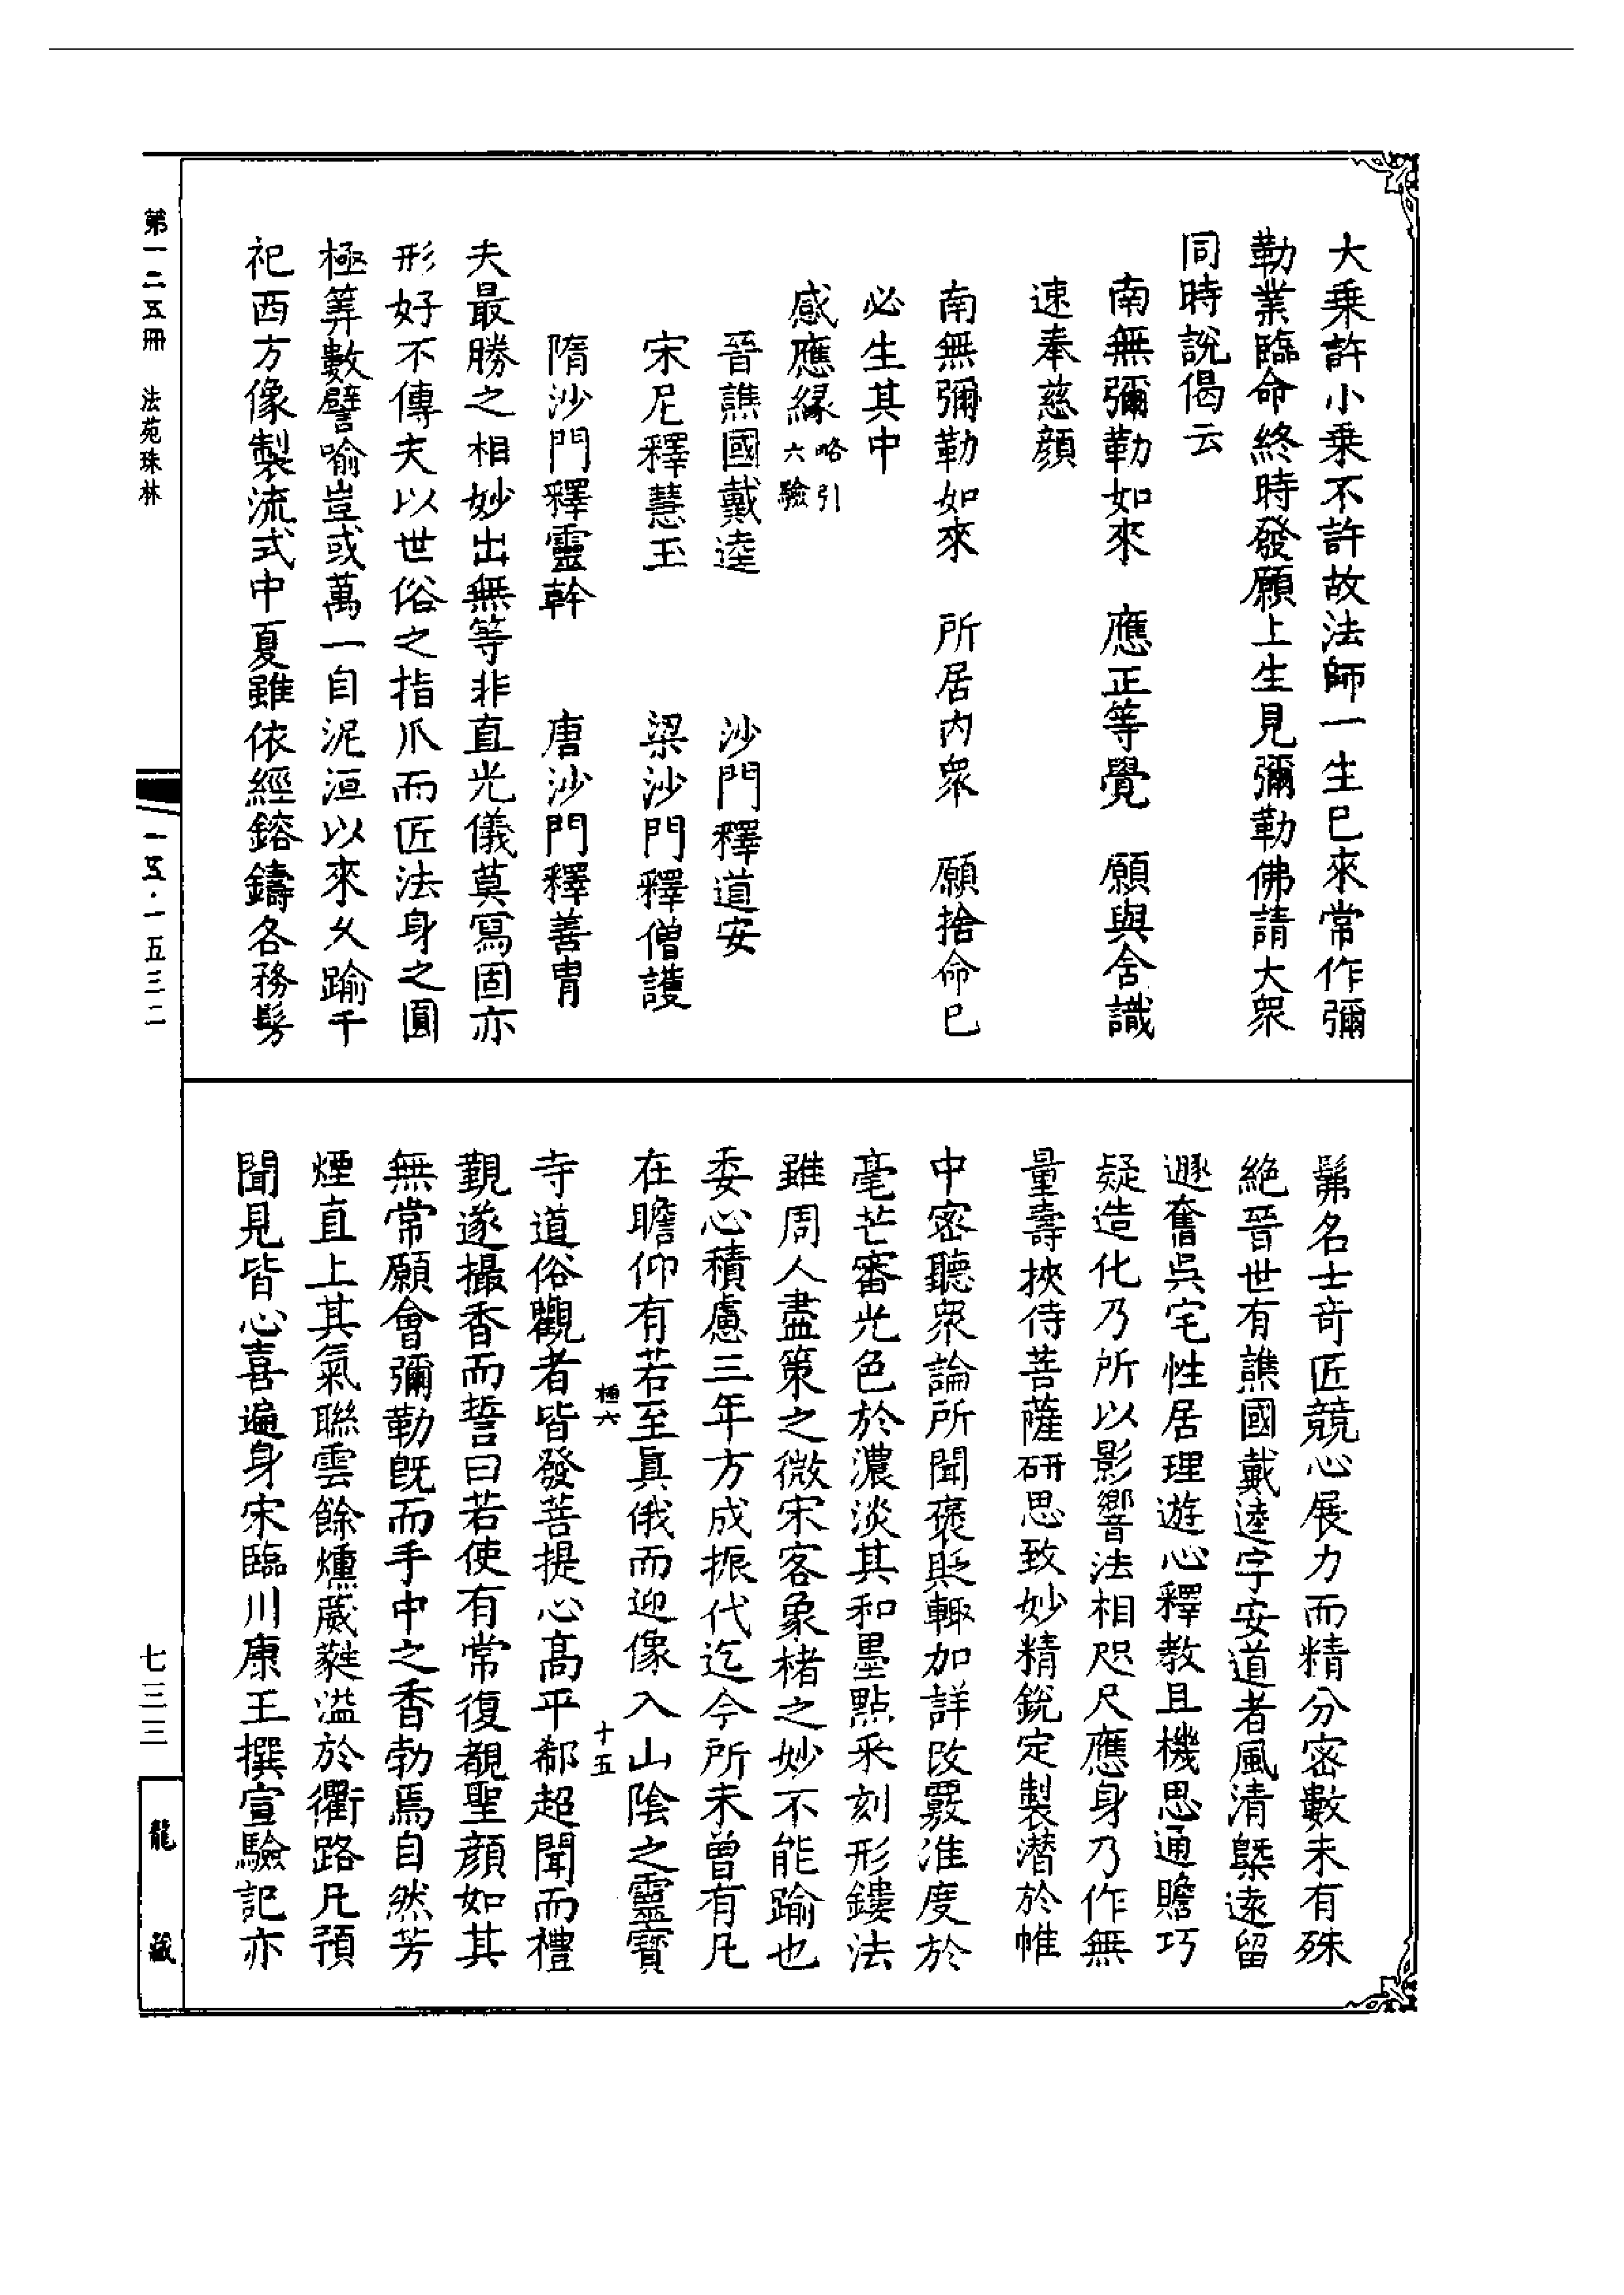 大乘許小乘不許故法師一生已來常作彌
勒業臨命終時發願上生見彌勒佛請大衆
同時說偈云
南無彌勒如來　應正等覺　願與含識
速奉慈顏
南無彌勒如來　所居内衆　願捨命已
必生其中
感應緣略引六驗
晉譙國戴逵　沙門釋道安
宋尼釋慧玉　梁沙門釋僧護
隋沙門釋靈幹　唐沙門釋善冑
夫最勝之相妙出無等非直光儀莫寫固亦
形好不傳夫以世俗之指爪而匠法身之圓
極筭數譬喻豈或萬一自泥洹以來久踰千
祀西方像製流式中夏雖依經鎔鑄各務髣
髴名士奇匠競心展力而精分密數未有殊
絕晉世有譙國戴逵字安道者風清槩遠留
遯舊吳宅性居理遊心釋教且機思通贍巧
疑造化乃所以影響法相咫尺應身乃作無
量壽挾侍菩薩研思致妙精銳定製潛於帷
中密聽衆論所聞褒貶輙加詳改覈准度於
毫芒審光色於濃淡其和墨點采刻形鏤法
雖周人盡策之微宋客象楮之妙不能踰也
委心積慮三年方成振代迄今所未曾有凡
在瞻仰有若至眞俄而迎像入山陰之靈寶
寺道俗觀者皆發菩提心高平郗超聞而禮
覲遂撮香而誓曰若使有常復覩聖顏如其
無常願會彌勒旣而手中之香勃焉自然芳
煙直上其氣聯雲餘燻葳蕤溢於衢路凡預
聞見皆心喜遍身宋臨川康王撰宣驗記亦
十五
第一二五冊　法苑珠林
一五·一五三二
七三三
龍藏